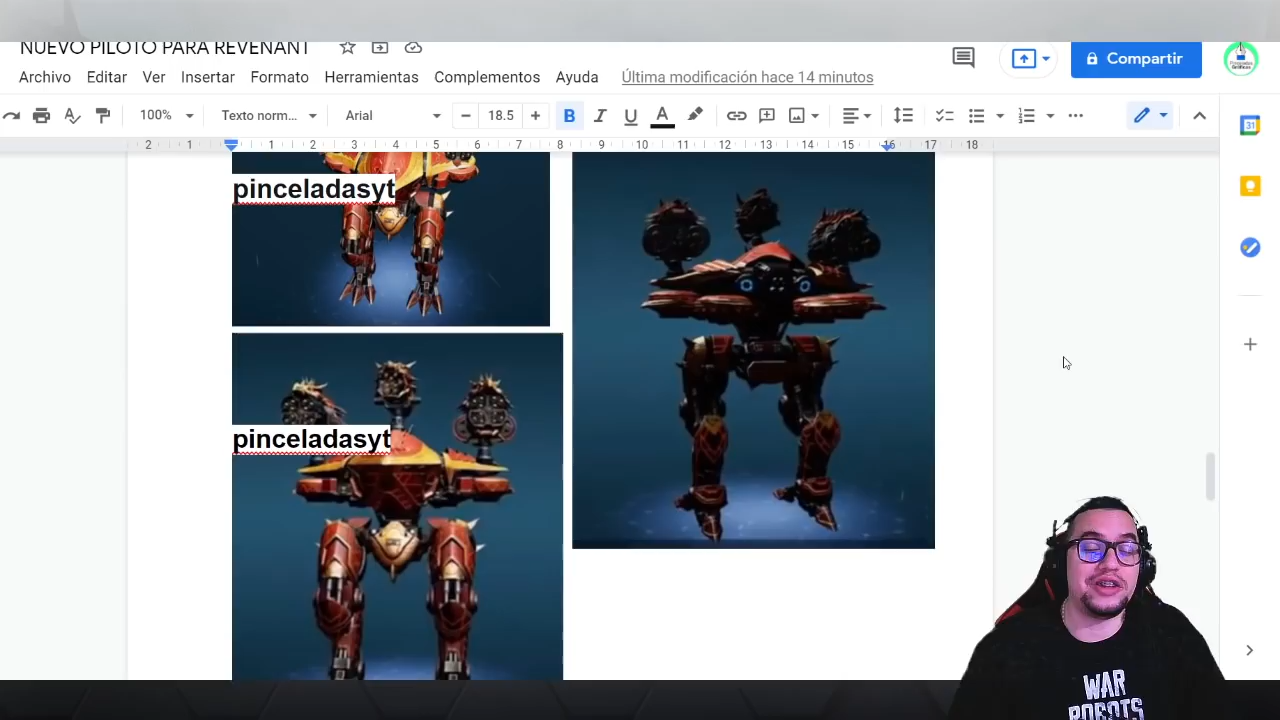 NUEVO PILOTO PARA REVENANT
Compartir
Archivo Editar Ver Insertar Formato Herramientas Complementos Ayuda Última modificación hace 14 minutos
100% Texto norm... Arial 18.5 B I U A
2 1 1 2 3 4 5 6 7 8 9 10 11 12 13 14 15 16 17 18
31
pinceladasyt
pinceladasyt
WAR
ROBOTS